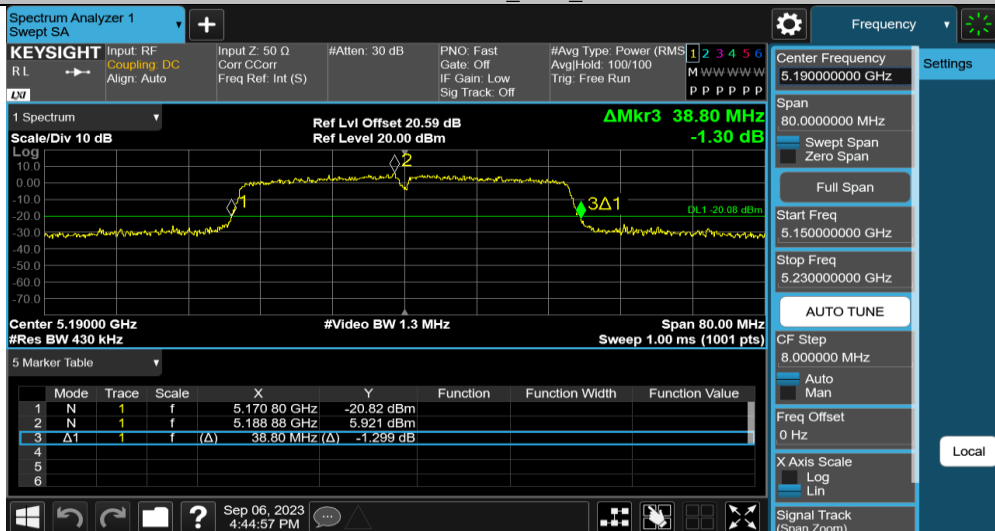 Spectrum Analyzer 1
Swept SA
+
Frequency
KEYSIGHT
R L
LXI
Input: RF
Coupling: DC
Align: Auto
Input Z: 50 Ω
Corr CCorr
Freq Ref: Int (S)
#Atten: 30 dB
PNO: Fast
Gate: Off
IF Gain: Low
Sig Track: Off
#Avg Type: Power (RMS
Avg|Hold: 100/100
Trig: Free Run
1 2 3 4 5 6
M W W W W W
P P P P P P
1 Spectrum
Scale/Div 10 dB
Log
Ref Lvl Offset 20.59 dB
Ref Level 20.00 dBm
ΔMkr3 38.80 MHz
-1.30 dB
10.0
0.00
-10.0
-20.0
-30.0
-40.0
-50.0
-60.0
-70.0
2
1
3Δ1
DL1 -20.08 dBm
Center 5.19000 GHz
#Video BW 1.3 MHz
Span 80.00 MHz
#Res BW 430 kHz
Sweep 1.00 ms (1001 pts)
5 Marker Table
Mode Trace Scale X Y Function Function Width Function Value
1 N 1 f 5.170 80 GHz -20.82 dBm
2 N 1 f 5.188 88 GHz 5.921 dBm
3 Δ1 1 f (Δ) 38.80 MHz (Δ) -1.299 dB
4
5
6
?
Sep 06, 2023
4:44:57 PM
Center Frequency
5.190000000 GHz
Span
80.0000000 MHz
Swept Span
Zero Span
Full Span
Start Freq
5.150000000 GHz
Stop Freq
5.230000000 GHz
AUTO TUNE
CF Step
8.000000 MHz
Auto
Man
Freq Offset
0 Hz
X Axis Scale
Log
Lin
Signal Track
(Span Zoom)
Settings
Local